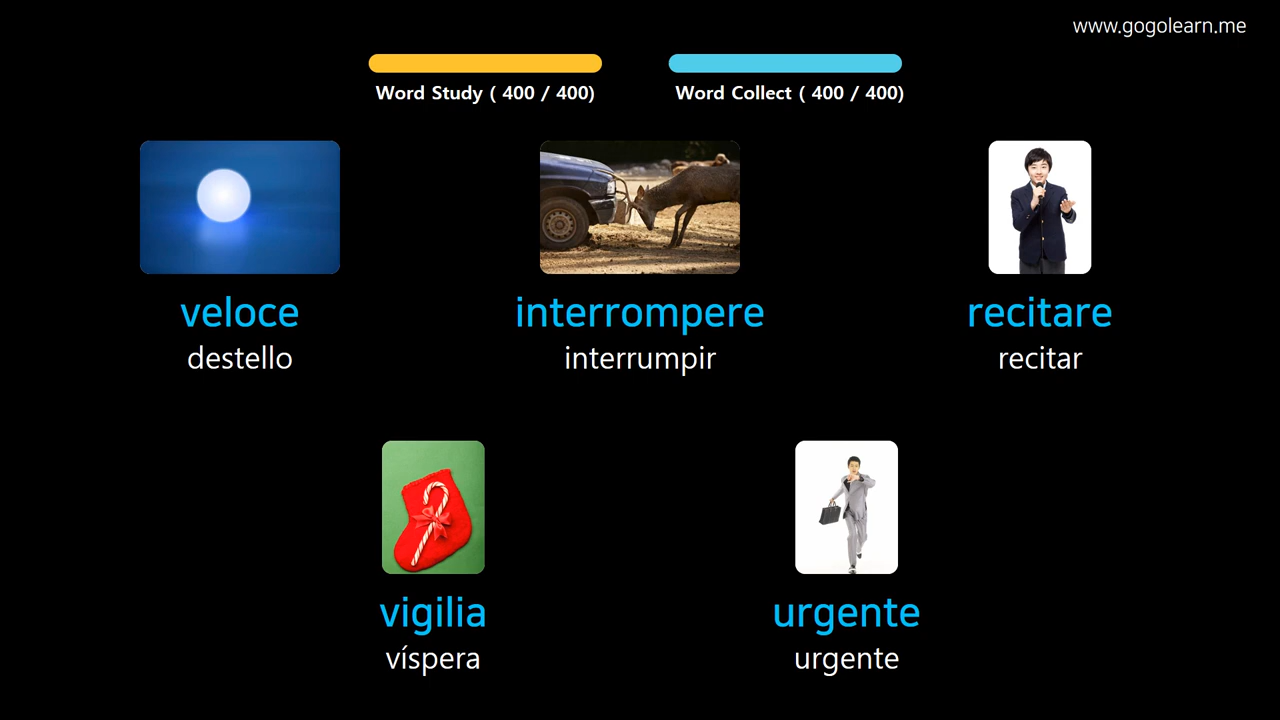 www.gogolearn.me
Word Study ( 400 / 400)
Word Collect ( 400 / 400)
veloce
destello
interrompere
interrumpir
recitare
recitar
vigilia
víspera
urgente
urgente